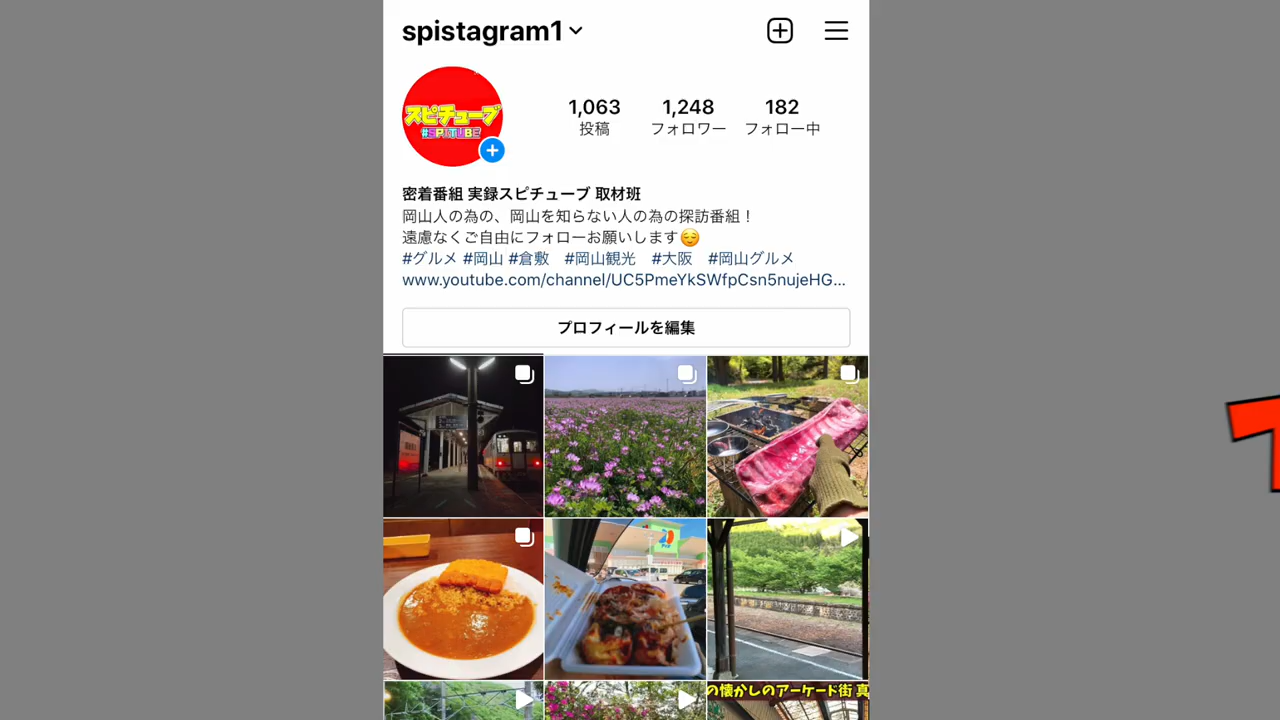 spistagram1
スピチューブ
#SPITUBE
1,063 1,248 182
投稿 フォロワー フォロー中
密着番組 実録スピチューブ 取材班
岡山人の為の、岡山を知らない人の為の探訪番組！
遠慮なくご自由にフォローお願いします😌
#グルメ #岡山 #倉敷　#岡山観光　#大阪　#岡山グルメ
www.youtube.com/channel/UC5PmeYkSWfpCsn5nujeHG...
プロフィールを編集
の懐かしのアーケード街 真